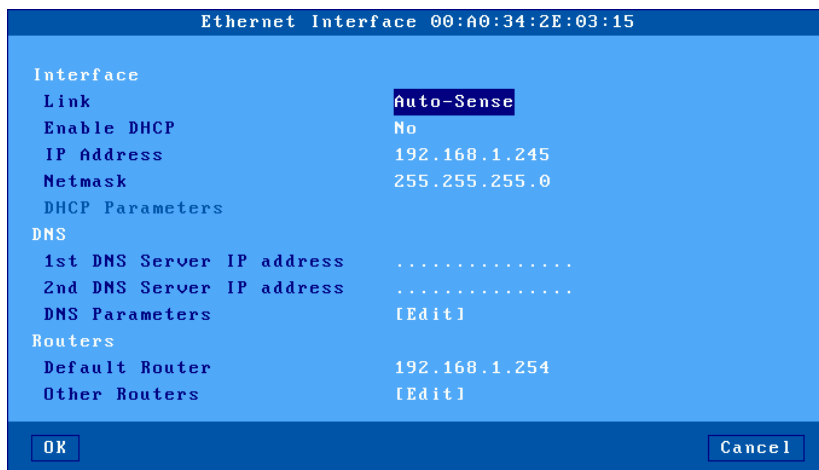 Ethernet Interface 00:A0:34:2E:03:15
Interface
Link Auto-Sense
Enable DHCP No
IP Address 192.168.1.245
Netmask 255.255.255.0
DHCP Parameters
DNS
1st DNS Server IP address ...............
2nd DNS Server IP address ...............
DNS Parameters [Edit]
Routers
Default Router 192.168.1.254
Other Routers [Edit]
OK Cancel